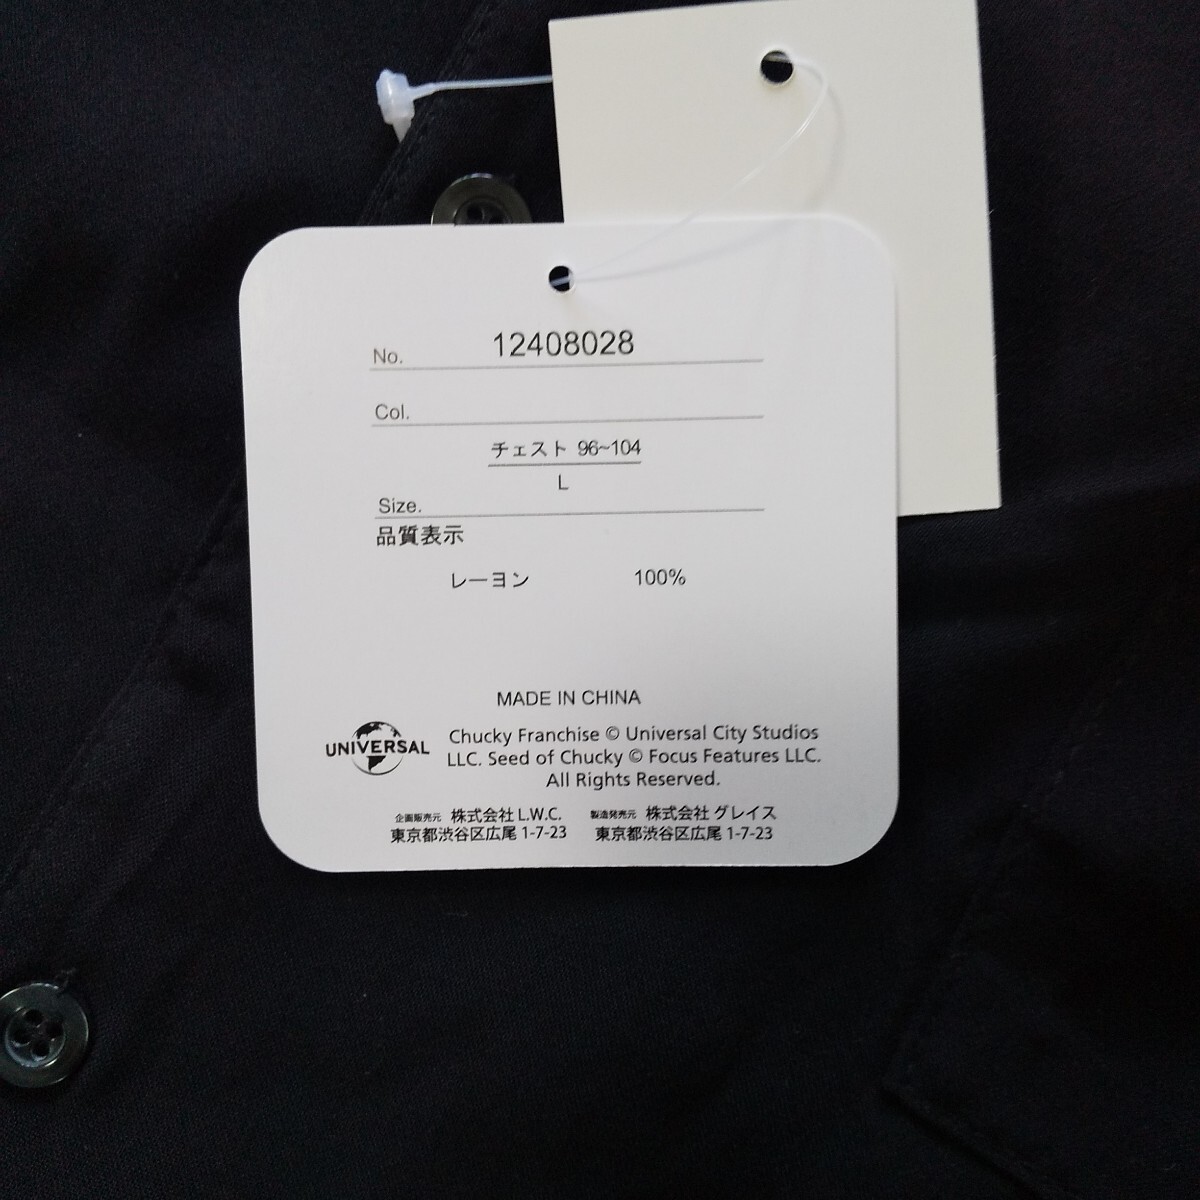 No. 12408028
Col.
チェスト 96~104
L
Size.
品質表示
レーヨン 100%
MADE IN CHINA
UNIVERSAL
Chucky Franchise © Universal City Studios
LLC. Seed of Chucky © Focus Features LLC.
All Rights Reserved.
企画販売元 株式会社 L.W.C. 製造発売元 株式会社 グレイス
東京都渋谷区広尾 1-7-23 東京都渋谷区広尾 1-7-23